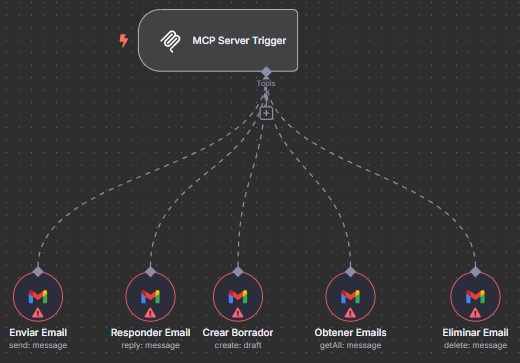 MCP Server Trigger
Tools
Enviar Email
send: message
Responder Email
reply: message
Crear Borrador
create: draft
Obtener Emails
getAll: message
Eliminar Email
delete: message